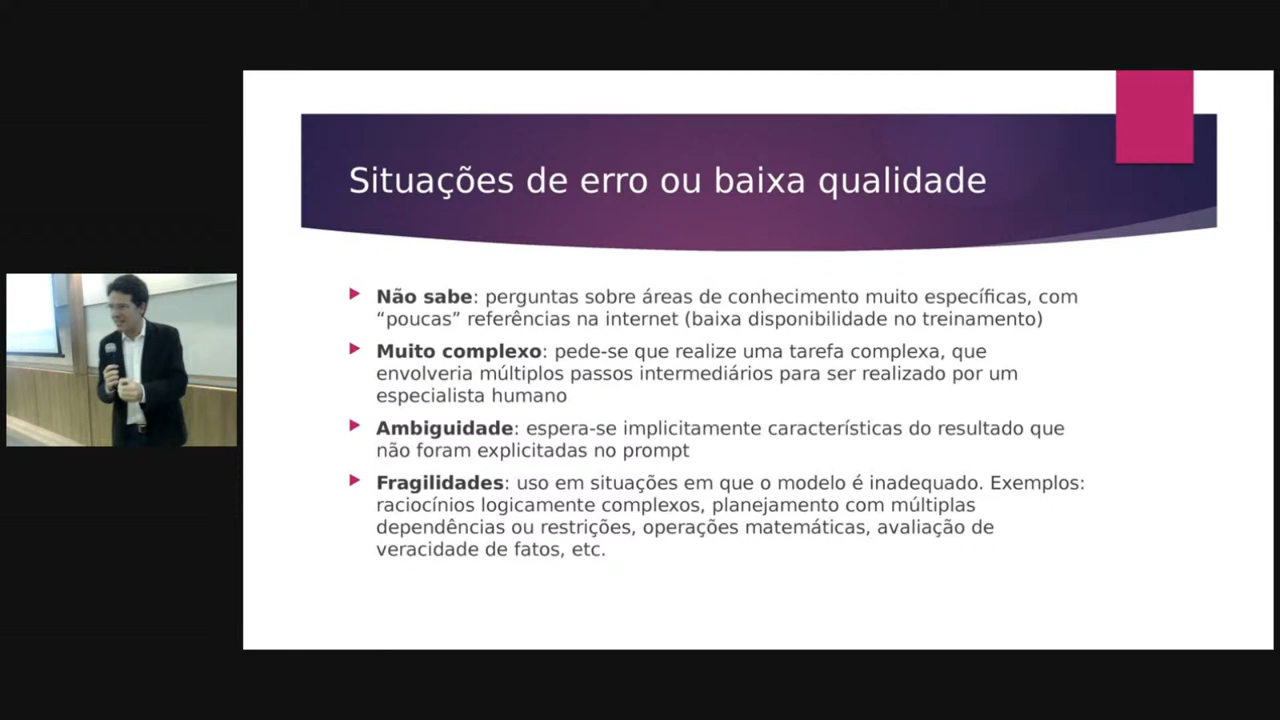 Situações de erro ou baixa qualidade
Não sabe: perguntas sobre áreas de conhecimento muito específicas, com
“poucas” referências na internet (baixa disponibilidade no treinamento)
Muito complexo: pede-se que realize uma tarefa complexa, que
envolveria múltiplos passos intermediários para ser realizado por um
especialista humano
Ambiguidade: espera-se implicitamente características do resultado que
não foram explicitadas no prompt
Fragilidades: uso em situações em que o modelo é inadequado. Exemplos:
raciocínios logicamente complexos, planejamento com múltiplas
dependências ou restrições, operações matemáticas, avaliação de
veracidade de fatos, etc.